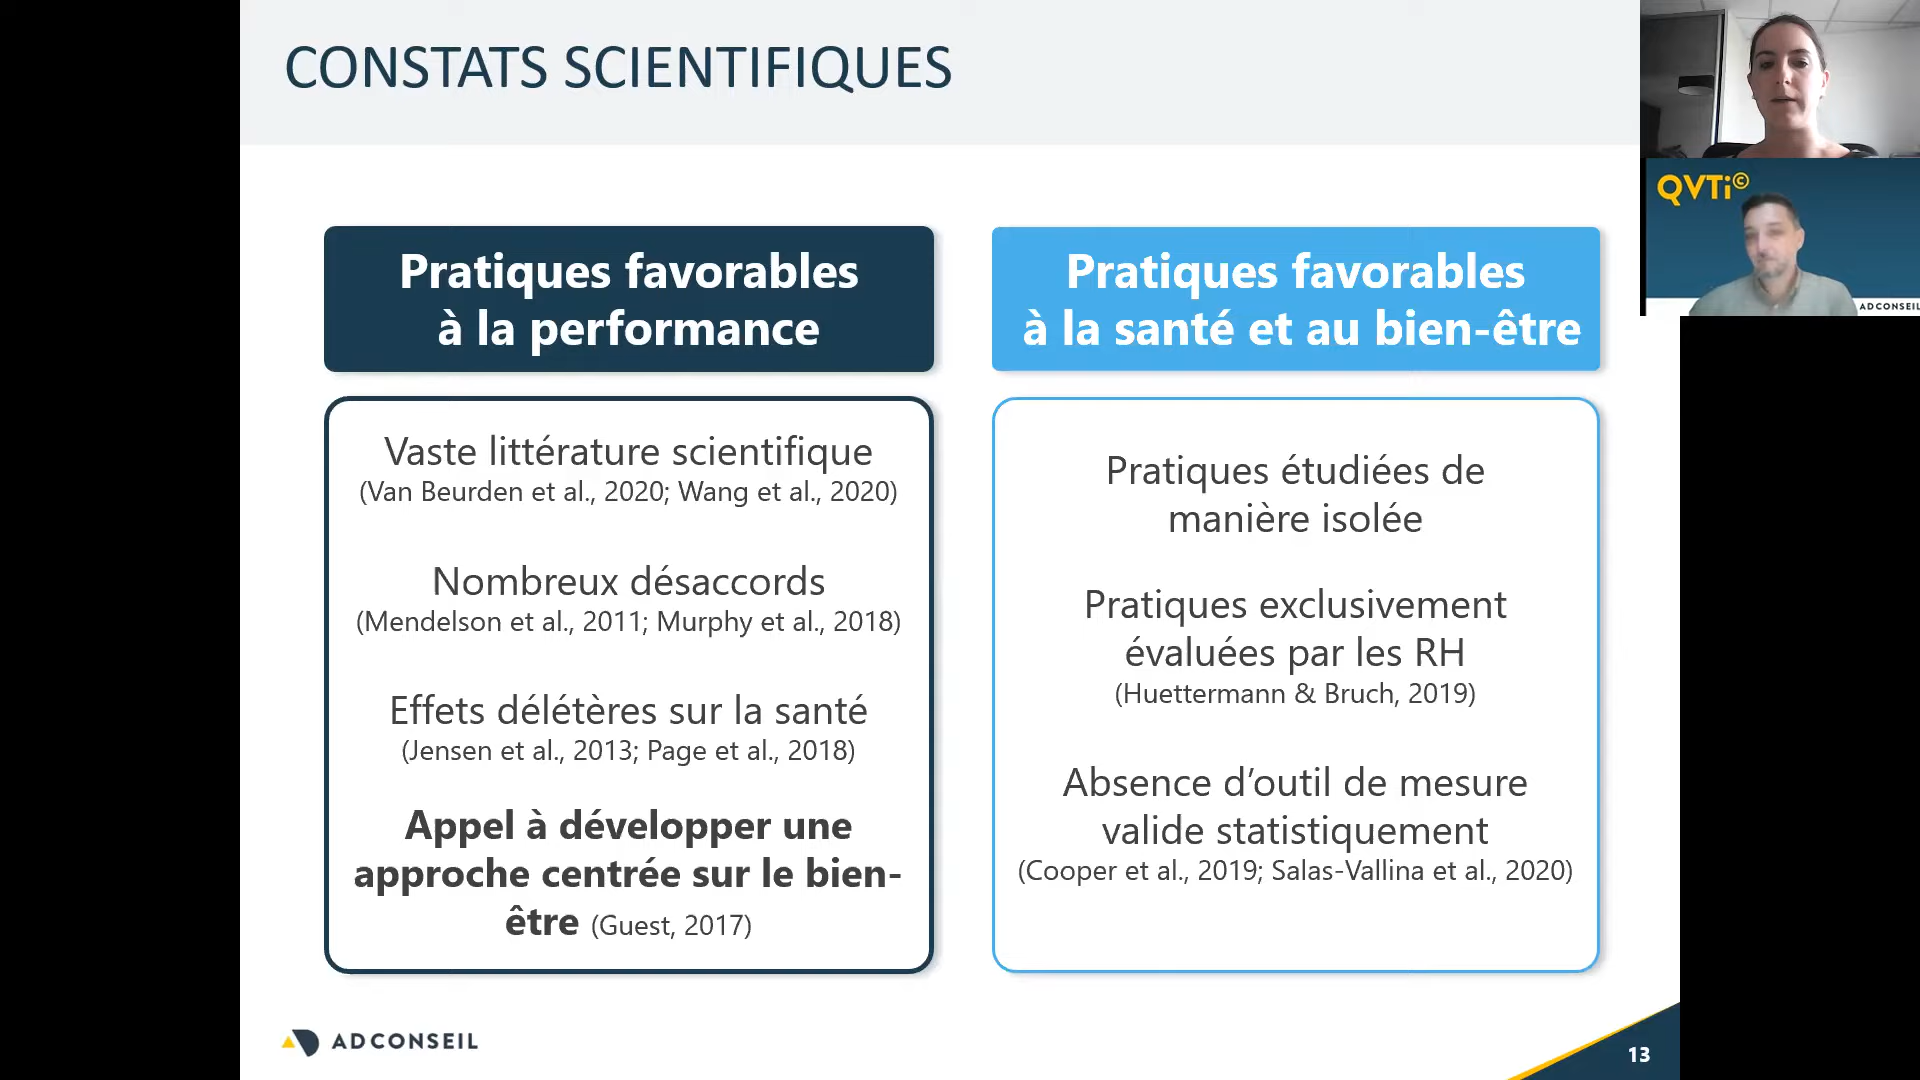 CONSTATS SCIENTIFIQUES
Pratiques favorables
à la performance
Vaste littérature scientifique
(Van Beurden et al., 2020; Wang et al., 2020)
Nombreux désaccords
(Mendelson et al., 2011; Murphy et al., 2018)
Effets délétères sur la santé
(Jensen et al., 2013; Page et al., 2018)
Appel à développer une
approche centrée sur le bien-
être (Guest, 2017)
Pratiques favorables
à la santé et au bien-être
Pratiques étudiées de
manière isolée
Pratiques exclusivement
évaluées par les RH
(Huettermann & Bruch, 2019)
Absence d’outil de mesure
valide statistiquement
(Cooper et al., 2019; Salas-Vallina et al., 2020)
QVTi©
ADCONSEIL
ADCONSEIL
13